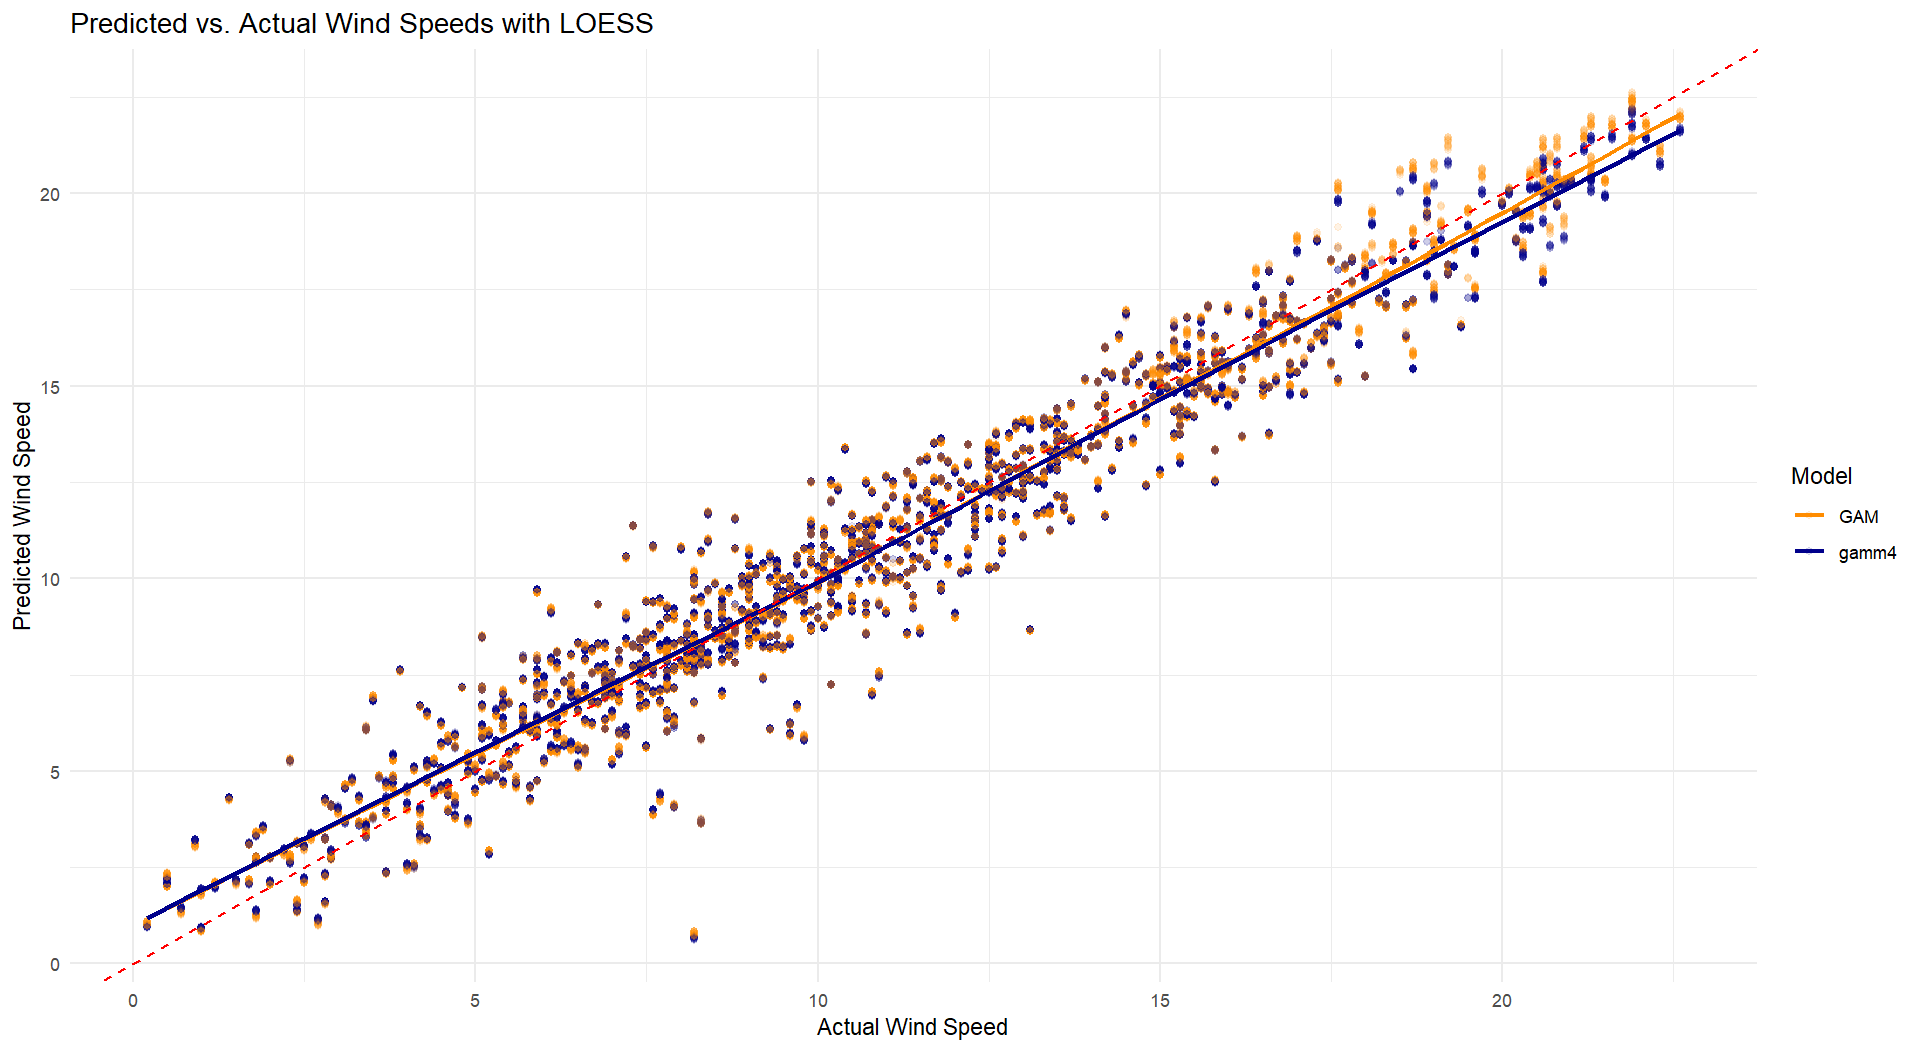 Predicted vs. Actual Wind Speeds with LOESS
Predicted Wind Speed
20
15
10
5
0
0 5 10 15 20
Actual Wind Speed
Model
GAM
gamm4